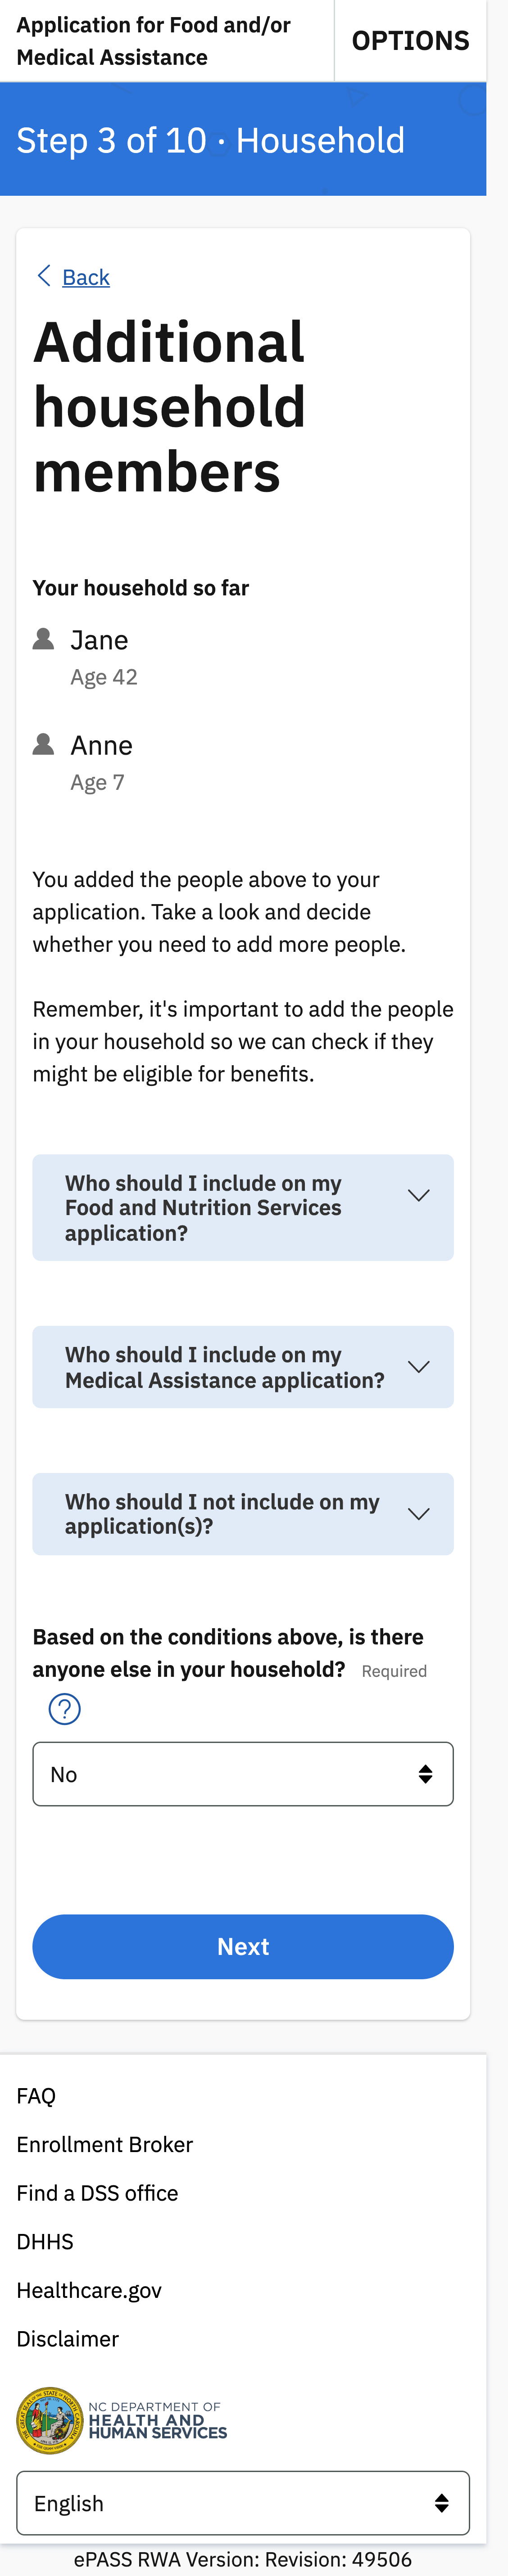 Application for Food and/or
Medical Assistance
OPTIONS
Step 3 of 10 · Household
Back
Additional
household
members
Your household so far
Jane
Age 42
Anne
Age 7
You added the people above to your
application. Take a look and decide
whether you need to add more people.
Remember, it's important to add the people
in your household so we can check if they
might be eligible for benefits.
Who should I include on my
Food and Nutrition Services
application?
Who should I include on my
Medical Assistance application?
Who should I not include on my
application(s)?
Based on the conditions above, is there
anyone else in your household? Required
?
No
Next
FAQ
Enrollment Broker
Find a DSS office
DHHS
Healthcare.gov
Disclaimer
NC DEPARTMENT OF
HEALTH AND
HUMAN SERVICES
English
ePASS RWA Version: Revision: 49506